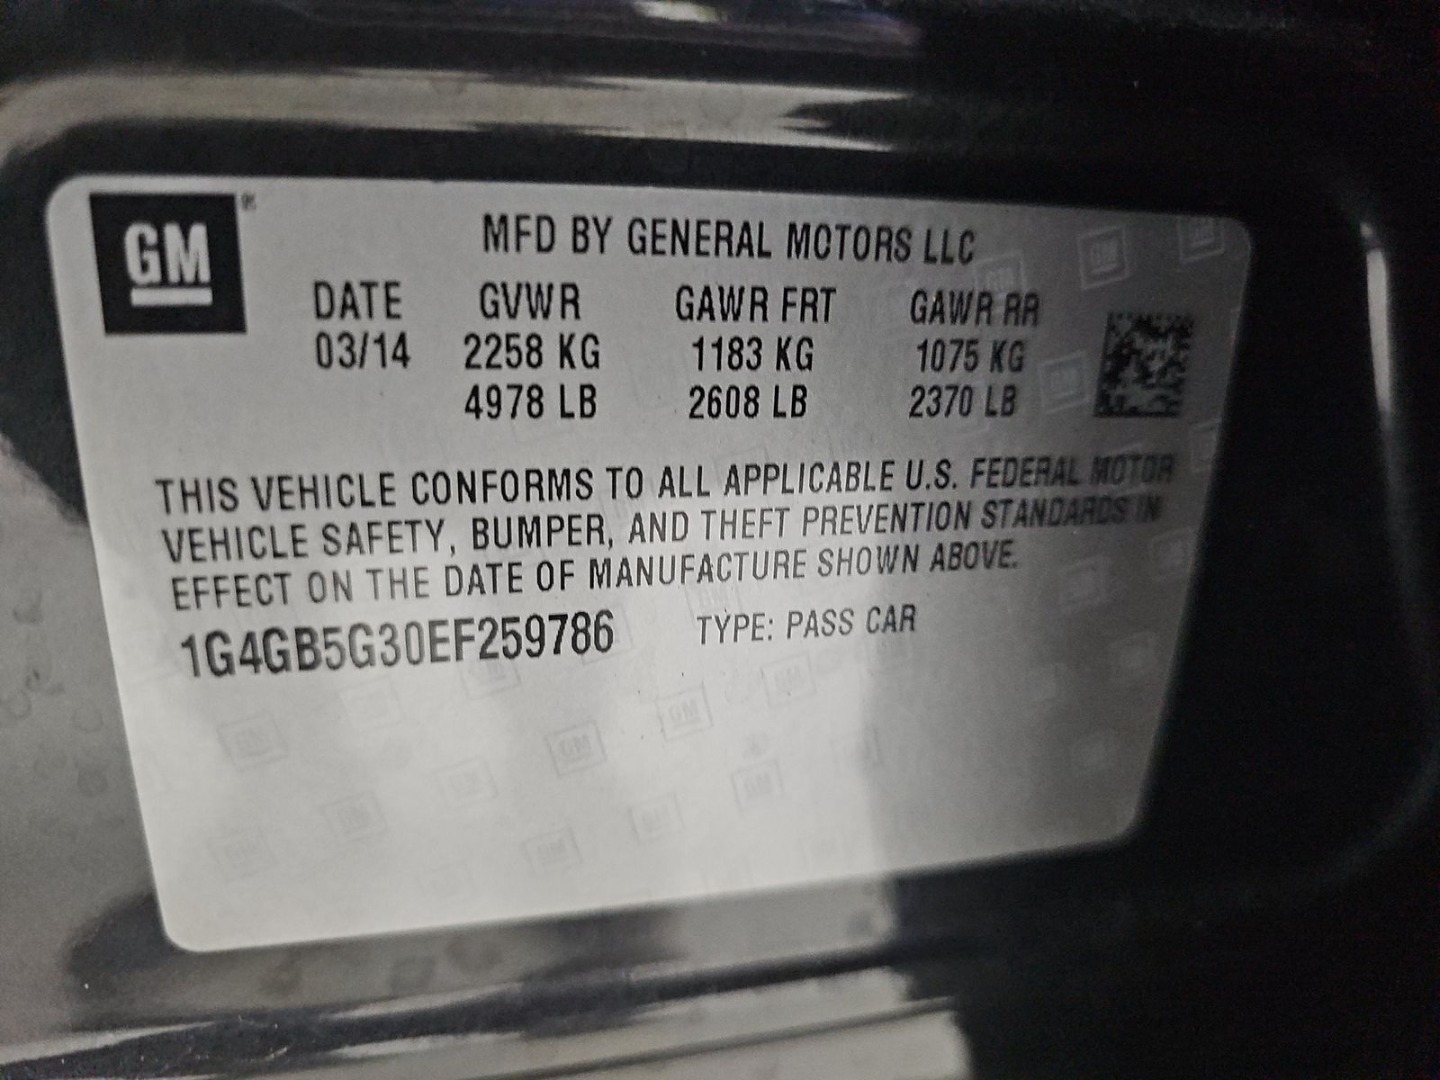 GM®
MFD BY GENERAL MOTORS LLC
DATE GVWR GAWR FRT GAWR RR
03/14 2258 KG 1183 KG 1075 KG
4978 LB 2608 LB 2370 LB
THIS VEHICLE CONFORMS TO ALL APPLICABLE U.S. FEDERAL MOTOR
VEHICLE SAFETY, BUMPER, AND THEFT PREVENTION STANDARDS IN
EFFECT ON THE DATE OF MANUFACTURE SHOWN ABOVE.
1G4GB5G30EF259786 TYPE: PASS CAR